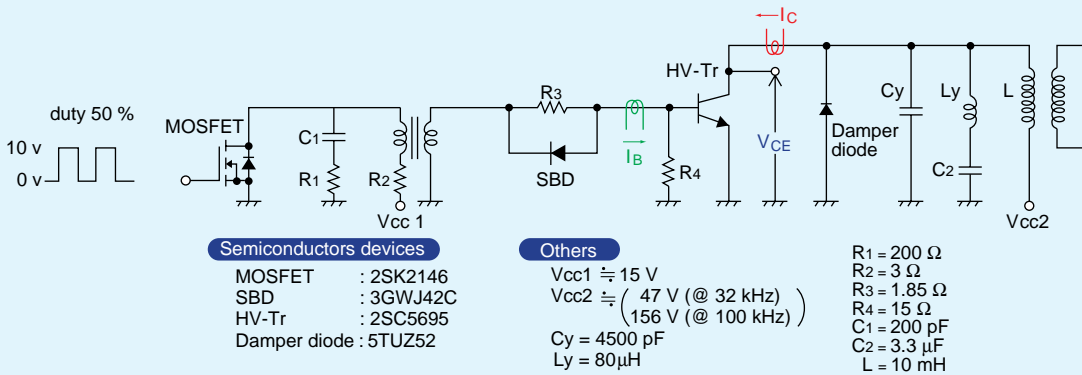 duty 50 %
10 v
0 v
MOSFET
C1
R1
R2
Vcc 1
R3
SBD
IB
R4
HV-Tr
IC
VCE
Damper
diode
Cy
Ly
C2
L
Vcc2
Semiconductors devices
MOSFET : 2SK2146
SBD : 3GWJ42C
HV-Tr : 2SC5695
Damper diode : 5TUZ52
Others
Vcc1 ≒ 15 V
Vcc2 ≒ ( 47 V (@ 32 kHz)
156 V (@ 100 kHz) )
Cy = 4500 pF
Ly = 80µH
R1 = 200 Ω
R2 = 3 Ω
R3 = 1.85 Ω
R4 = 15 Ω
C1 = 200 pF
C2 = 3.3 µF
L = 10 mH